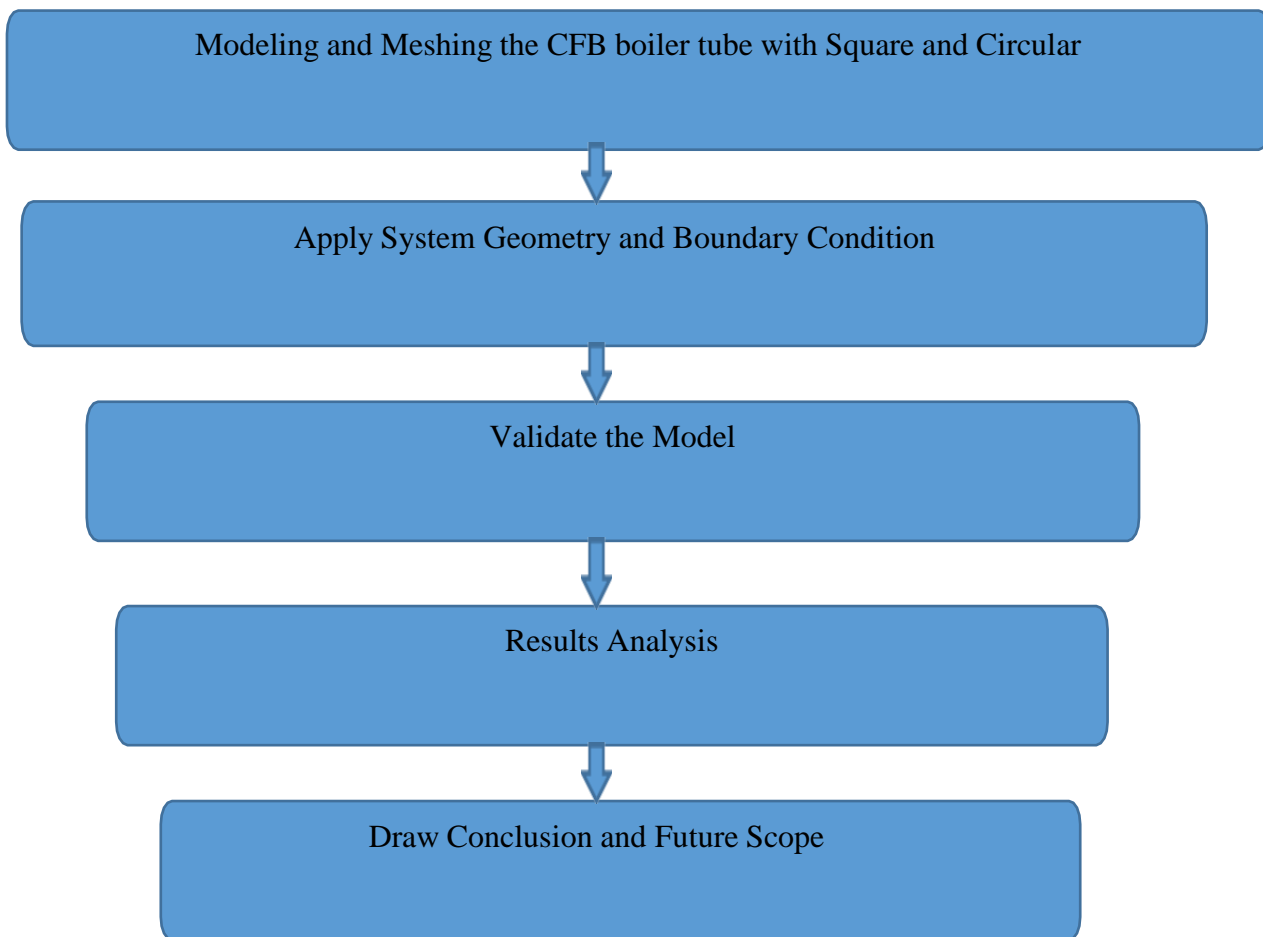 Modeling and Meshing the CFB boiler tube with Square and Circular
Apply System Geometry and Boundary Condition
Validate the Model
Results Analysis
Draw Conclusion and Future Scope